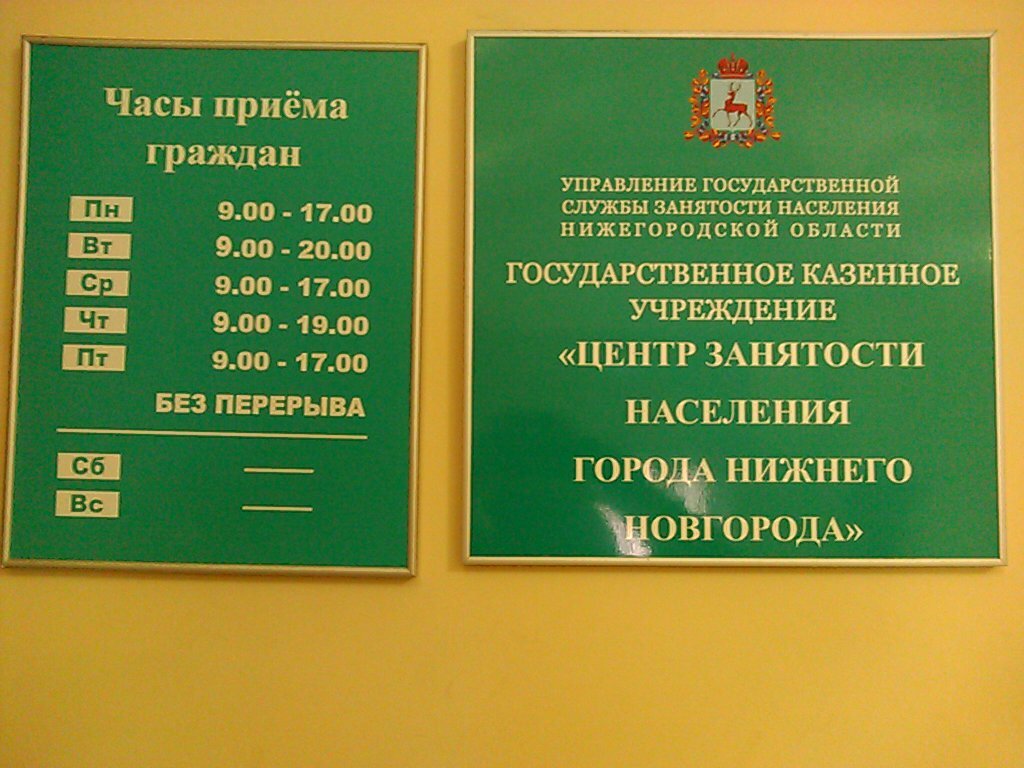 Часы приёма
граждан
Пн 9.00 - 17.00
Вт 9.00 - 20.00
Ср 9.00 - 17.00
Чт 9.00 - 19.00
Пт 9.00 - 17.00
БЕЗ ПЕРЕРЫВА
Сб ——
Вс ——
УПРАВЛЕНИЕ ГОСУДАРСТВЕННОЙ
СЛУЖБЫ ЗАНЯТОСТИ НАСЕЛЕНИЯ
НИЖЕГОРОДСКОЙ ОБЛАСТИ
ГОСУДАРСТВЕННОЕ КАЗЕННОЕ
УЧРЕЖДЕНИЕ
«ЦЕНТР ЗАНЯТОСТИ
НАСЕЛЕНИЯ
ГОРОДА НИЖНЕГО
НОВГОРОДА»